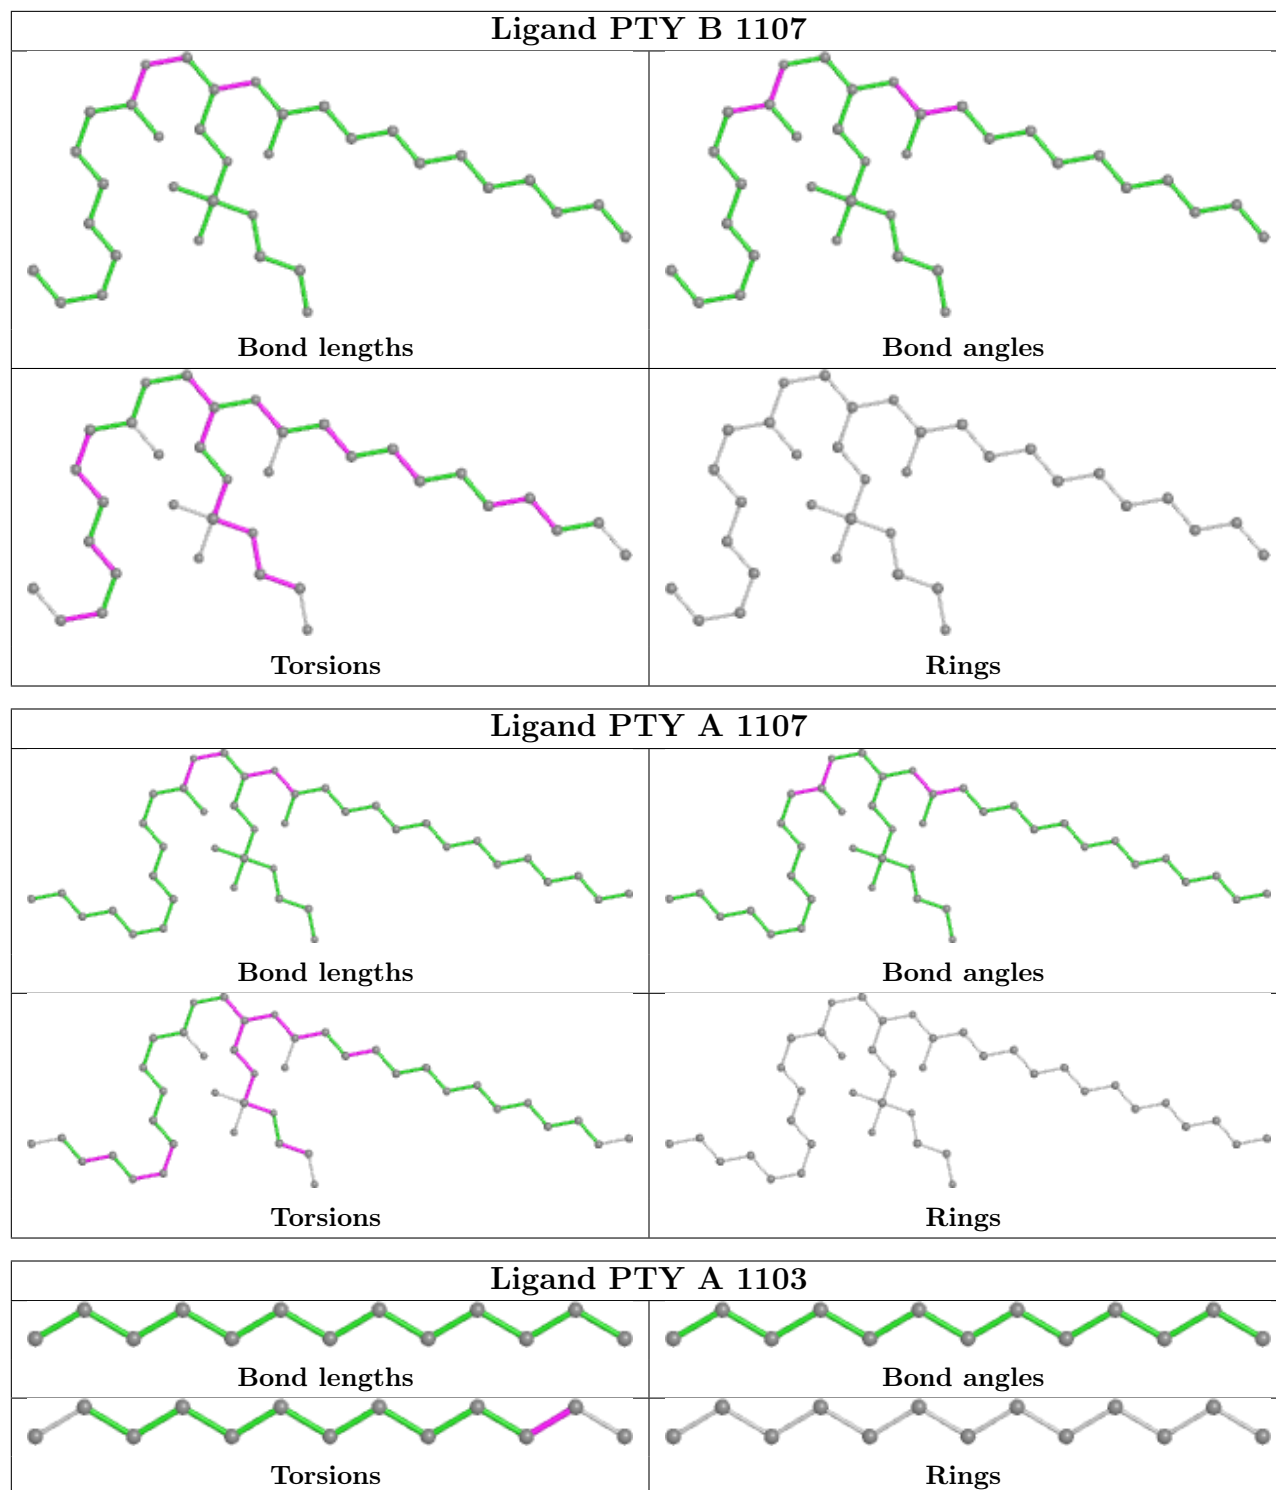 Ligand PTY B 1107
Bond lengths
Bond angles
Torsions
Rings
Ligand PTY A 1107
Bond lengths
Bond angles
Torsions
Rings
Ligand PTY A 1103
Bond lengths
Bond angles
Torsions
Rings